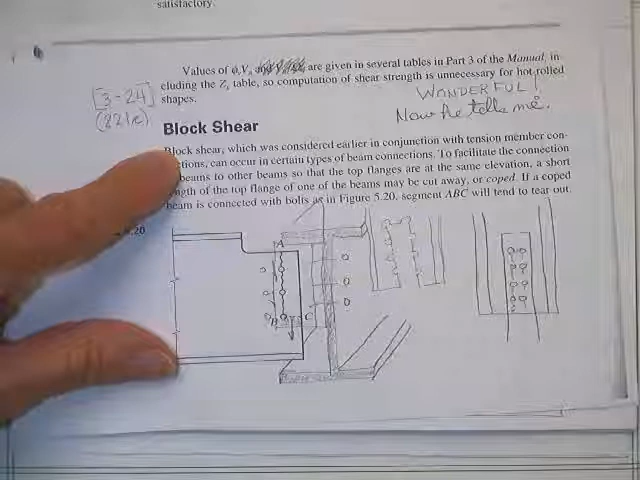 satisfactory.
Values of ϕvVn are given in several tables in Part 3 of the Manual, in-
cluding the Zx table, so computation of shear strength is unnecessary for hot-rolled
shapes.
[3-24]
(221c)
WONDERFUL!
Now he tells me.
Block Shear
Block shear, which was considered earlier in conjunction with tension member con-
ctions, can occur in certain types of beam connections. To facilitate the connection
beams to other beams so that the top flanges are at the same elevation, a short
ngth of the top flange of one of the beams may be cut away, or coped. If a coped
beam is connected with bolts as in Figure 5.20, segment ABC will tend to tear out.
5.20
A
B
C